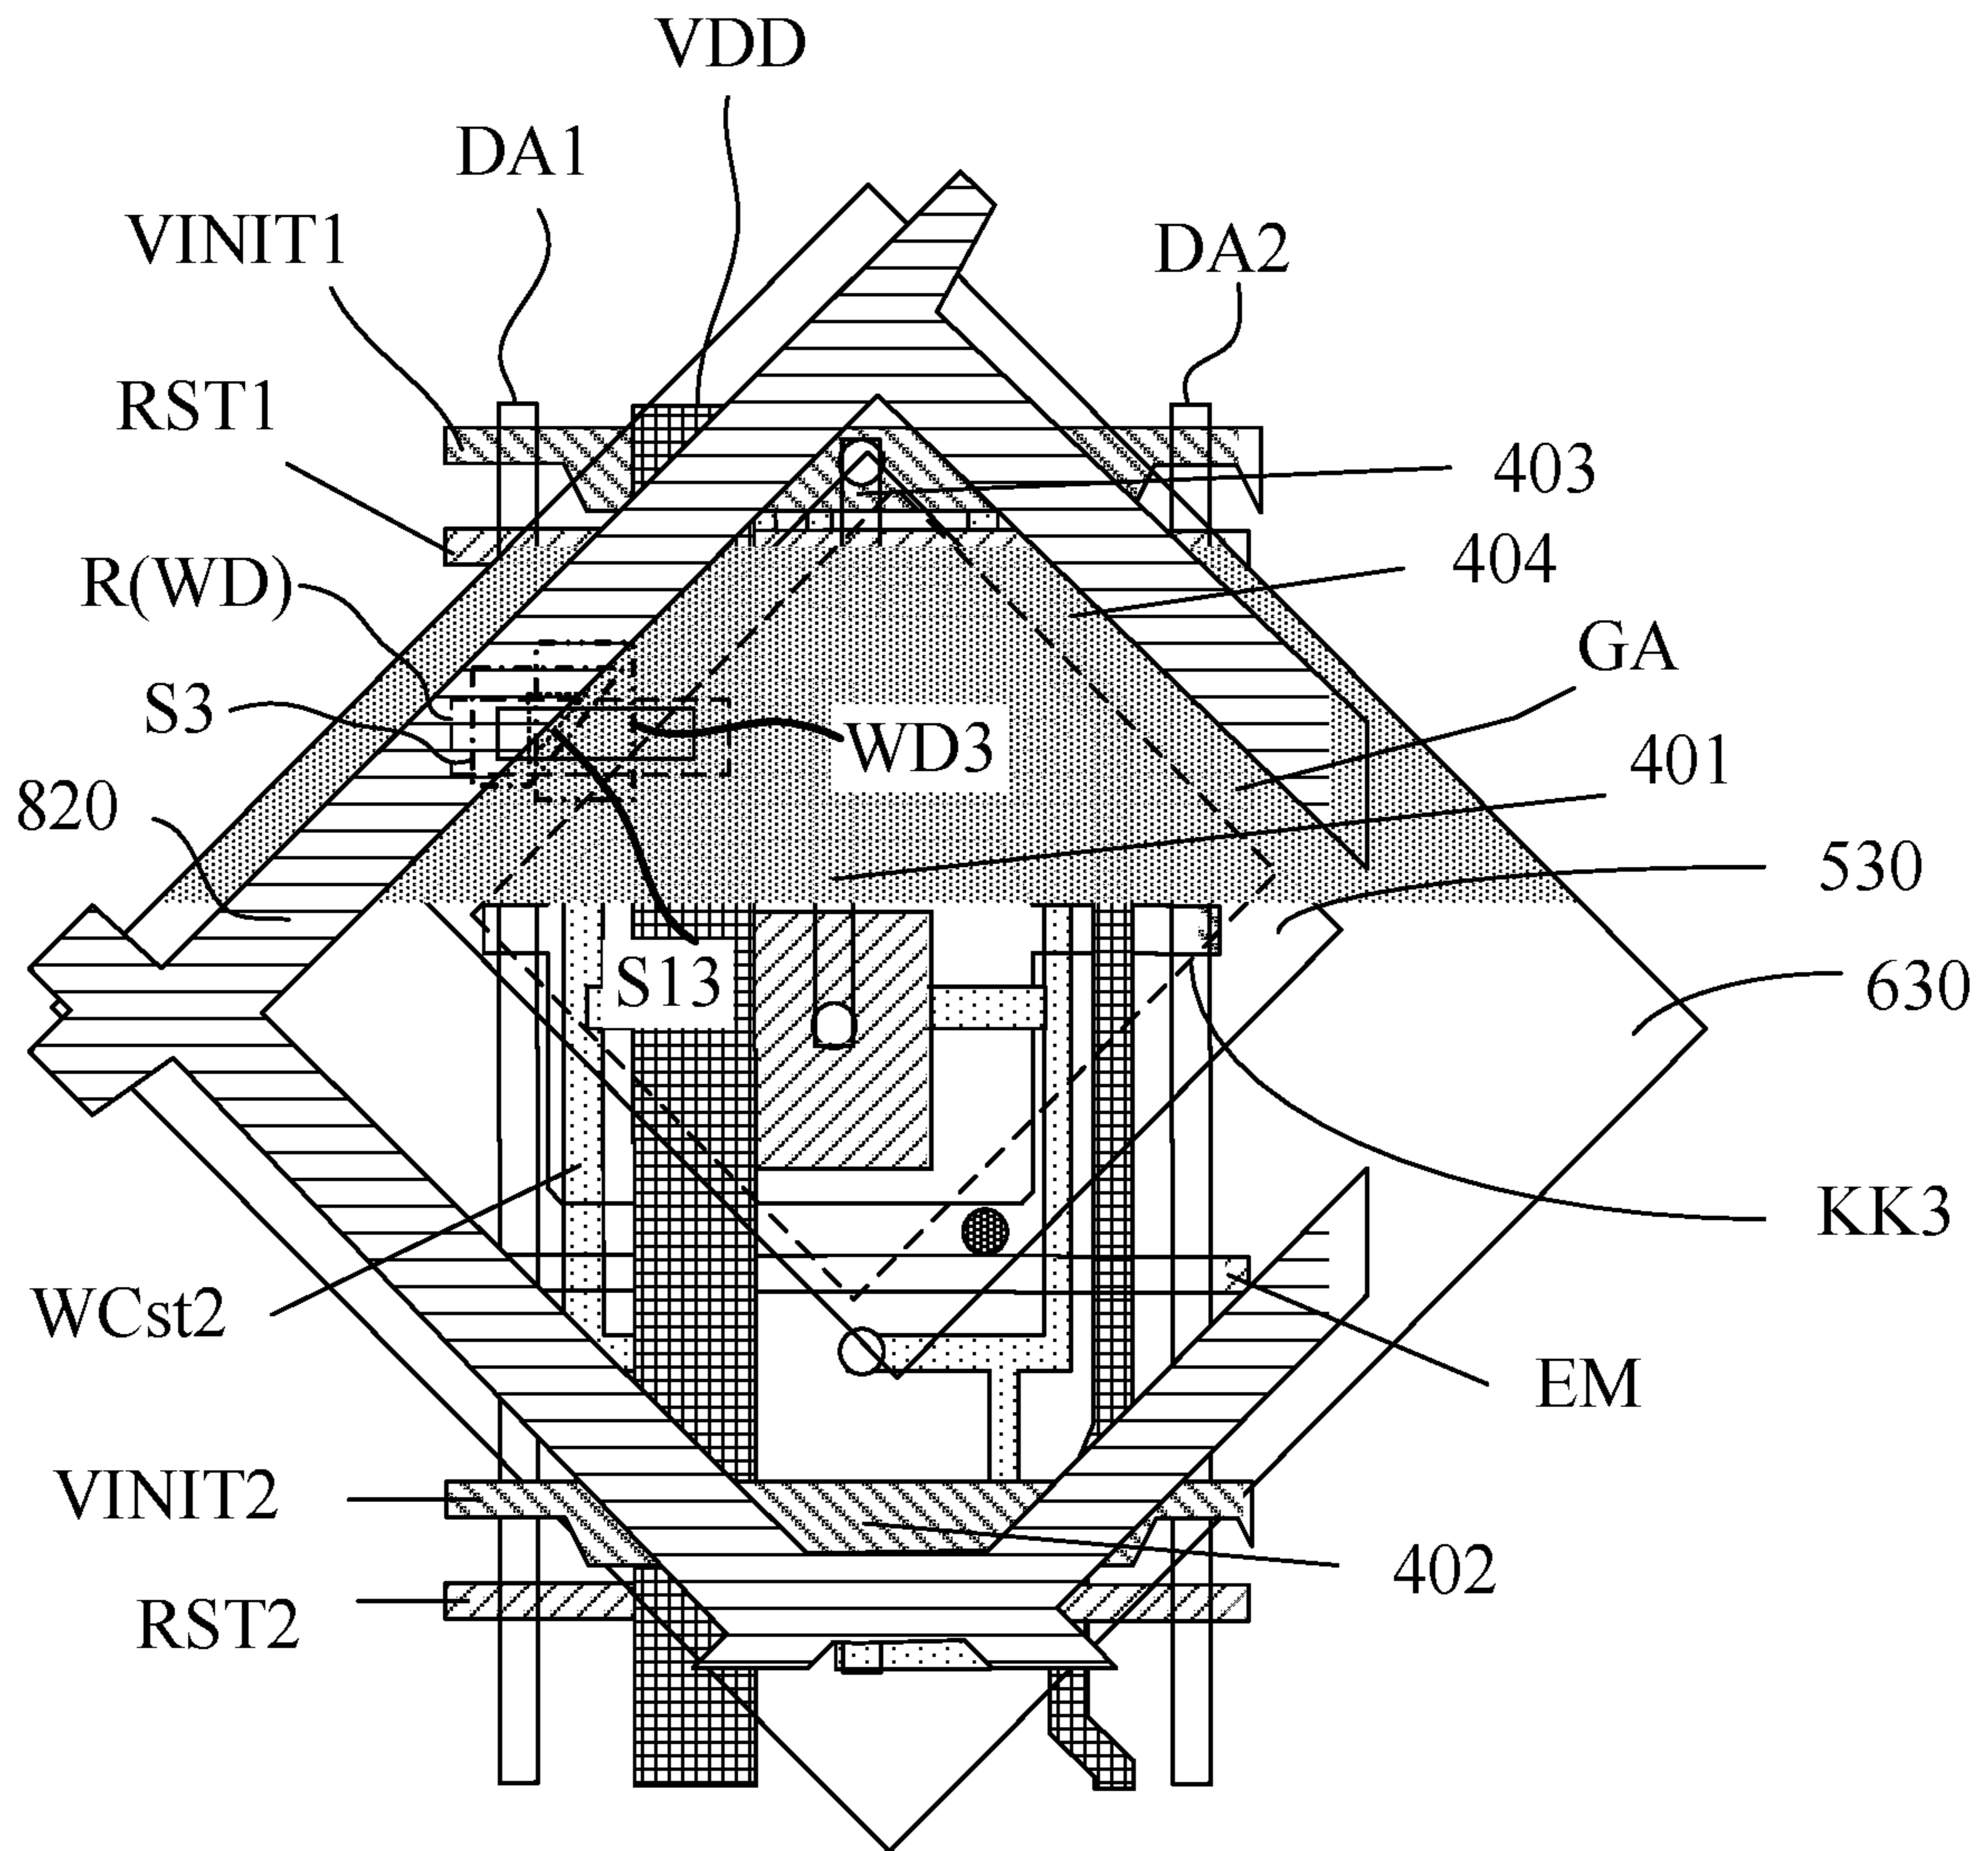 VDD
DA1
VINIT1
DA2
RST1
403
404
R(WD)
GA
S3
WD3
401
820
530
S13
630
KK3
WCst2
EM
VINIT2
402
RST2